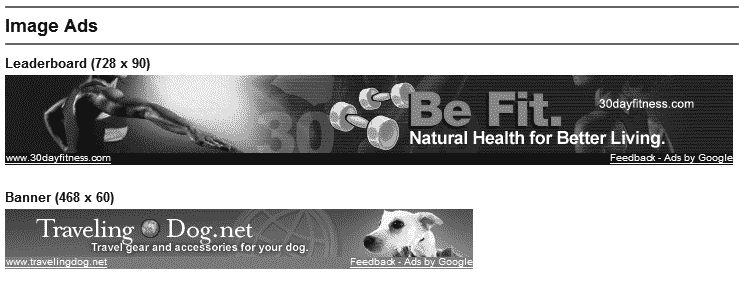 Image Ads
Leaderboard (728 x 90)
30
Be Fit.
30dayfitness.com
Natural Health for Better Living.
www.30dayfitness.com
Feedback - Ads by Google
Banner (468 x 60)
Traveling Dog.net
Travel gear and accessories for your dog.
www.travelingdog.net
Feedback - Ads by Google